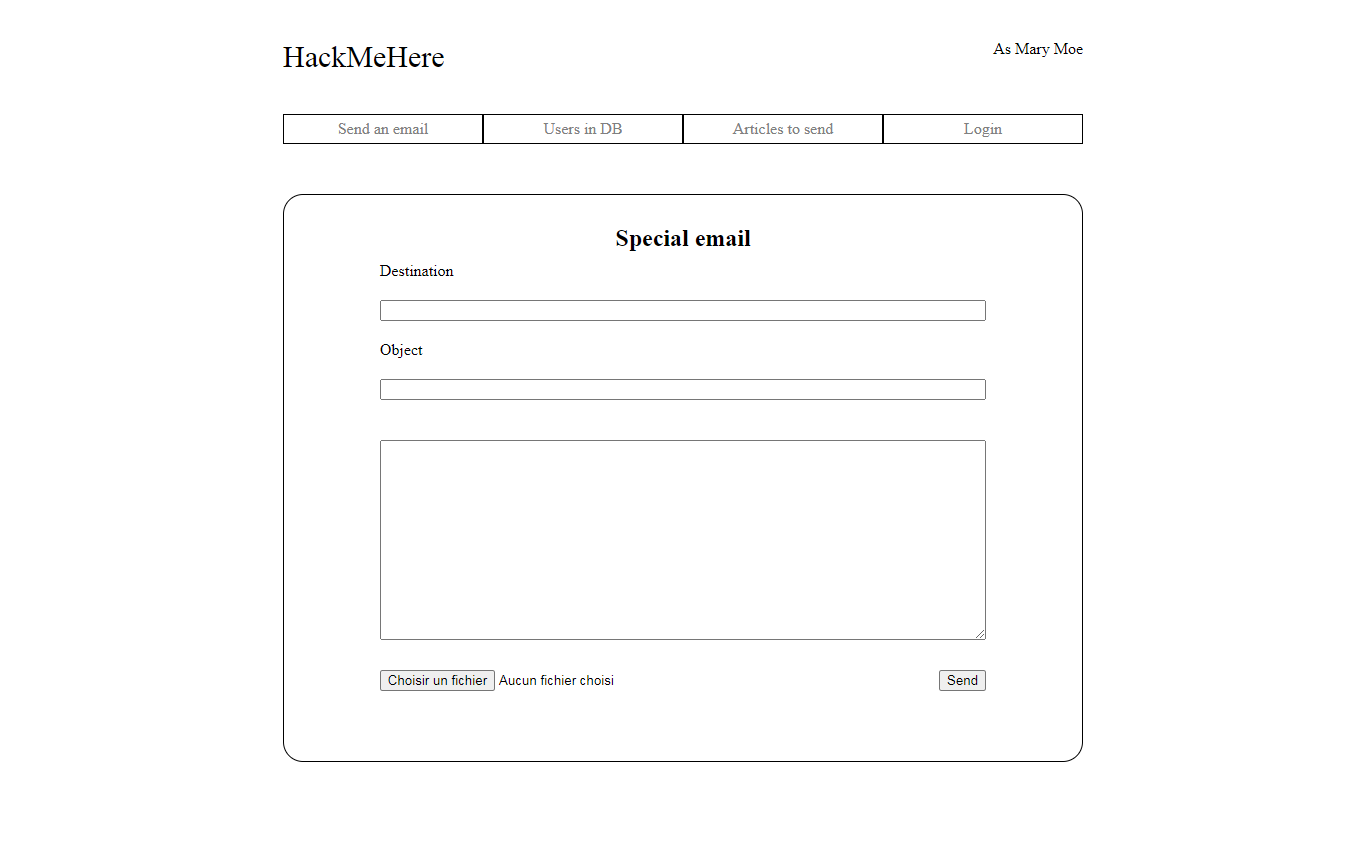 HackMeHere
As Mary Moe
Send an email
Users in DB
Articles to send
Login
Special email
Destination
Object
Choisir un fichier Aucun fichier choisi
Send